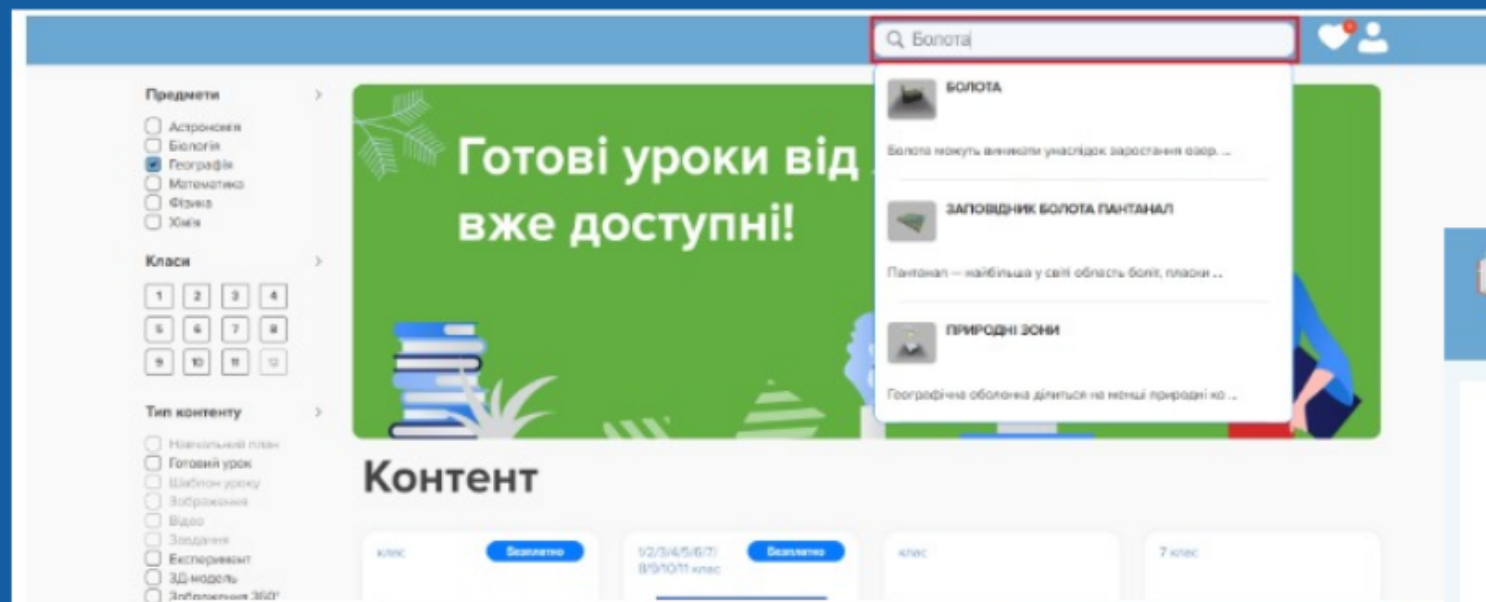 Болота
Предмети
Астрономія
Біологія
Географія
Математика
Фізика
Хімія
Класи
1 2 3 4
5 6 7 8
9 10 11 12
Тип контенту
Навчальний план
Готовий урок
Шаблон уроку
Зображення
Відео
Завдання
Експеримент
3Д-модель
Зображення 360°
Готові уроки від
вже доступні!
БОЛОТА
Болота можуть виникати унаслідок заростання озер. ...
ЗАПОВІДНИК БОЛОТА ПАНТАНАЛ
Пантанал — найбільша у світі область боліт, плаский ...
ПРИРОДНІ ЗОНИ
Географічна оболонка ділиться на менші природні ко ...
Контент
клас
Безплатно
1/2/3/4/5/6/7/
8/9/10/11 клас
Безплатно
клас
7 клас